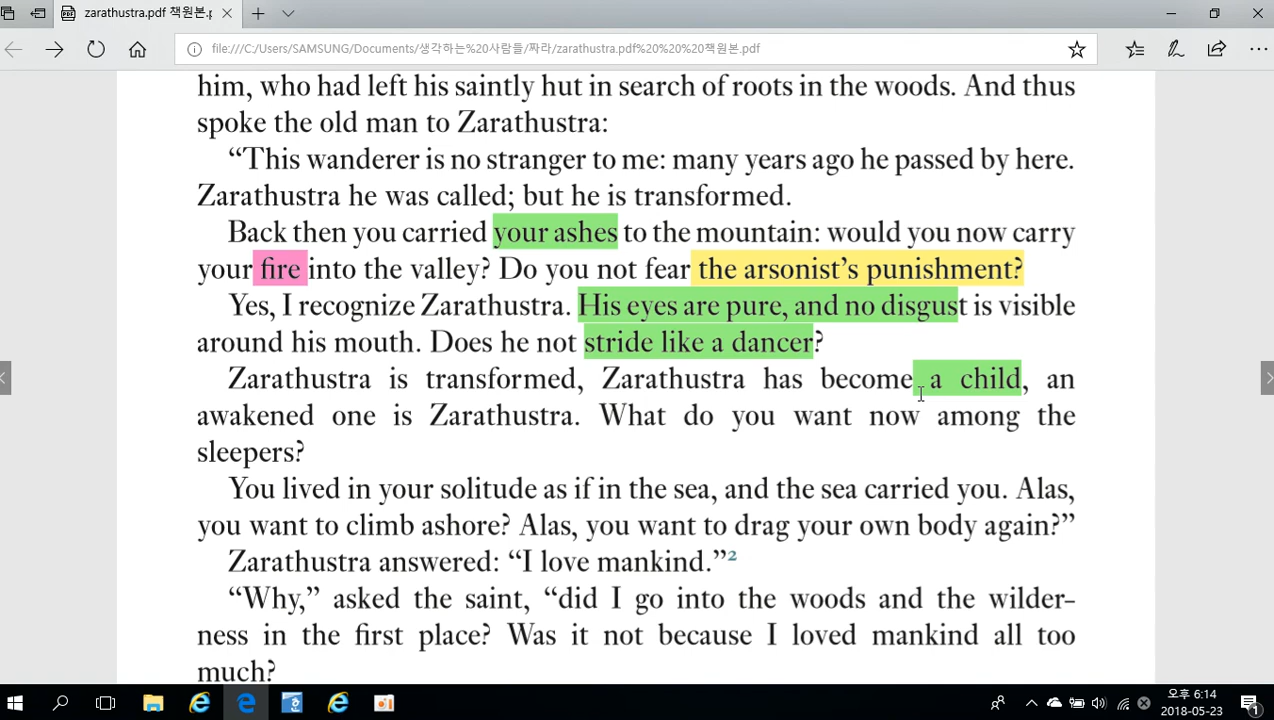 zarathustra.pdf 책원본.p
file:///C:/Users/SAMSUNG/Documents/생각하는%20사람들/짜라/zarathustra.pdf%20%20%20책원본.pdf
him, who had left his saintly hut in search of roots in the woods. And thus
spoke the old man to Zarathustra:
“This wanderer is no stranger to me: many years ago he passed by here.
Zarathustra he was called; but he is transformed.
Back then you carried your ashes to the mountain: would you now carry
your fire into the valley? Do you not fear the arsonist’s punishment?
Yes, I recognize Zarathustra. His eyes are pure, and no disgust is visible
around his mouth. Does he not stride like a dancer?
Zarathustra is transformed, Zarathustra has become a child, an
awakened one is Zarathustra. What do you want now among the
sleepers?
You lived in your solitude as if in the sea, and the sea carried you. Alas,
you want to climb ashore? Alas, you want to drag your own body again?”
Zarathustra answered: “I love mankind.”2
“Why,” asked the saint, “did I go into the woods and the wilder-
ness in the first place? Was it not because I loved mankind all too
much?
오후 6:14
2018-05-23
1